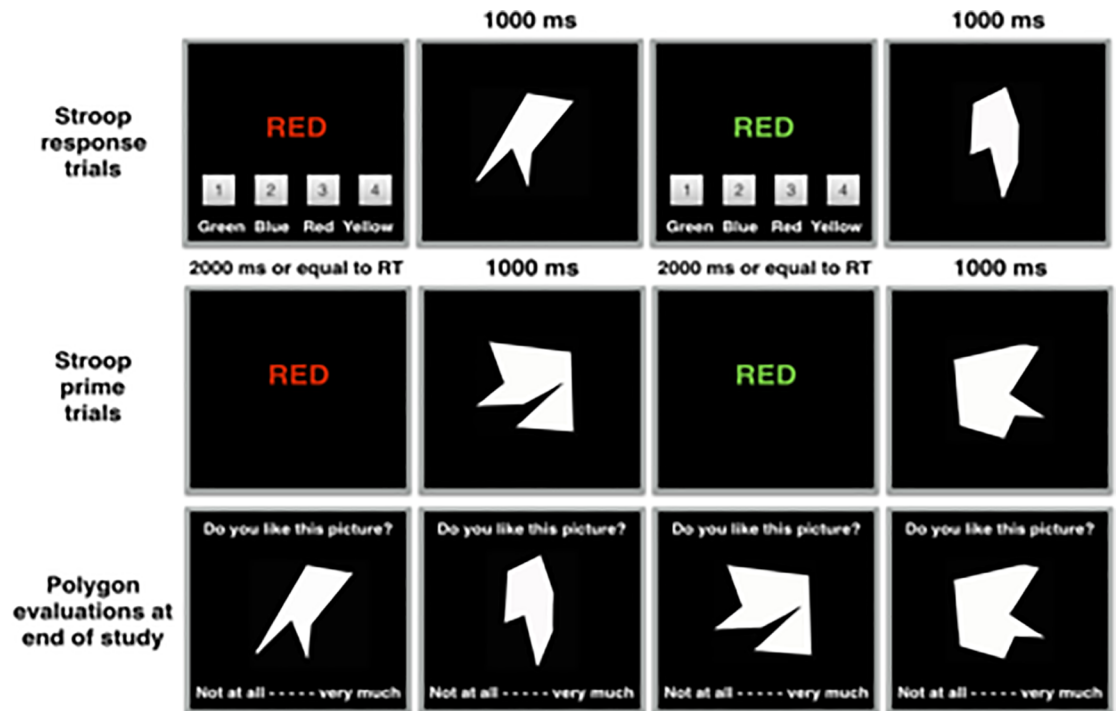 1000 ms 1000 ms
Stroop
response
trials
RED RED
1 2 3 4 1 2 3 4
Green Blue Red Yellow Green Blue Red Yellow
2000 ms or equal to RT 1000 ms 2000 ms or equal to RT 1000 ms
Stroop
prime
trials
RED RED
Do you like this picture? Do you like this picture? Do you like this picture? Do you like this picture?
Polygon
evaluations at
end of study
Not at all ----- very much Not at all ----- very much Not at all ----- very much Not at all ----- very much